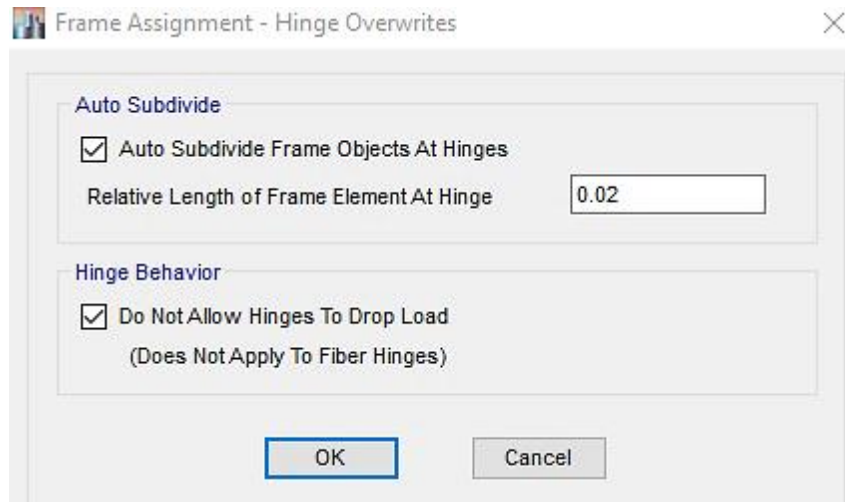 Frame Assignment - Hinge Overwrites
Auto Subdivide
Auto Subdivide Frame Objects At Hinges
Relative Length of Frame Element At Hinge 0.02
Hinge Behavior
Do Not Allow Hinges To Drop Load
(Does Not Apply To Fiber Hinges)
OK Cancel